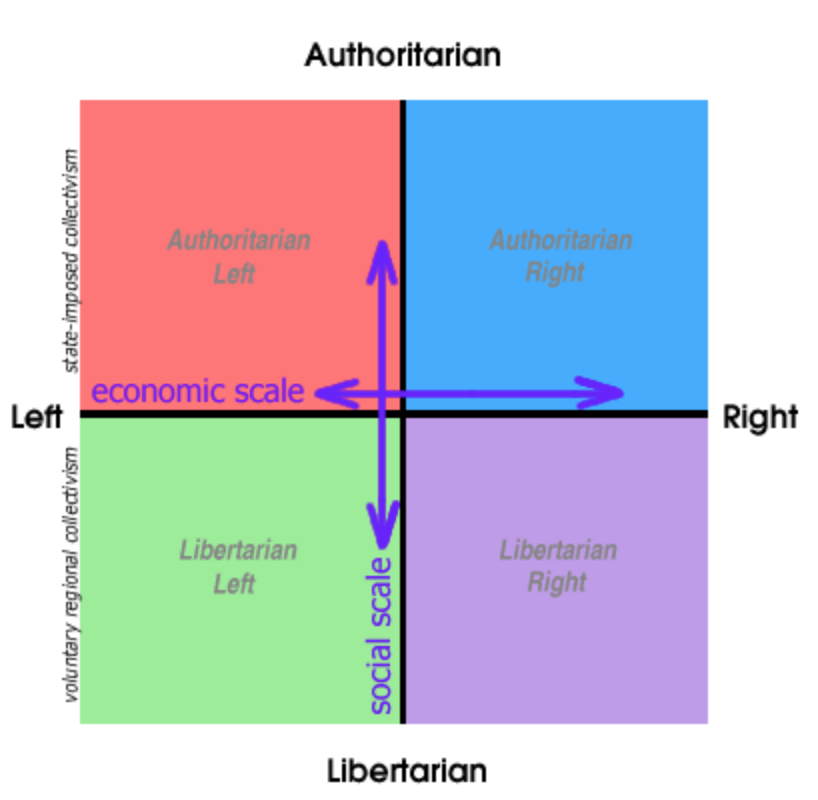 Authoritarian
state-imposed collectivism
Authoritarian
Left
Authoritarian
Right
economic scale
Left
Right
voluntary regional collectivism
Libertarian
Left
Libertarian
Right
social scale
Libertarian